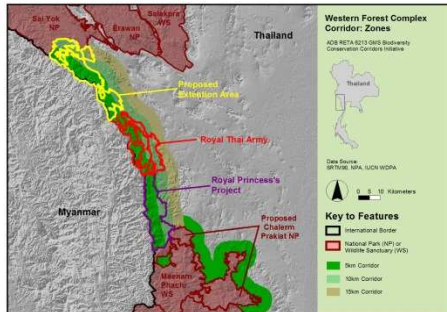 Sai Yok
NP
Erawan
NP
Salakpra
WS
Thailand
Proposed
Extention Area
Royal Thai Army
Royal Princess's
Project
Myanmar
Proposed
Chalerm
Prakiat NP
Maenam
Phachi
WS
Western Forest Complex
Corridor: Zones
ADB RETA 6213 GMS Biodiversity
Conservation Corridors Initiative
Thailand
Data Source:
SRTM90, NPA, IUCN WDPA
0 5 10 Kilometers
Key to Features
International Border
National Park (NP) or
Wildlife Sanctuary (WS)
5km Corridor
10km Corridor
15km Corridor